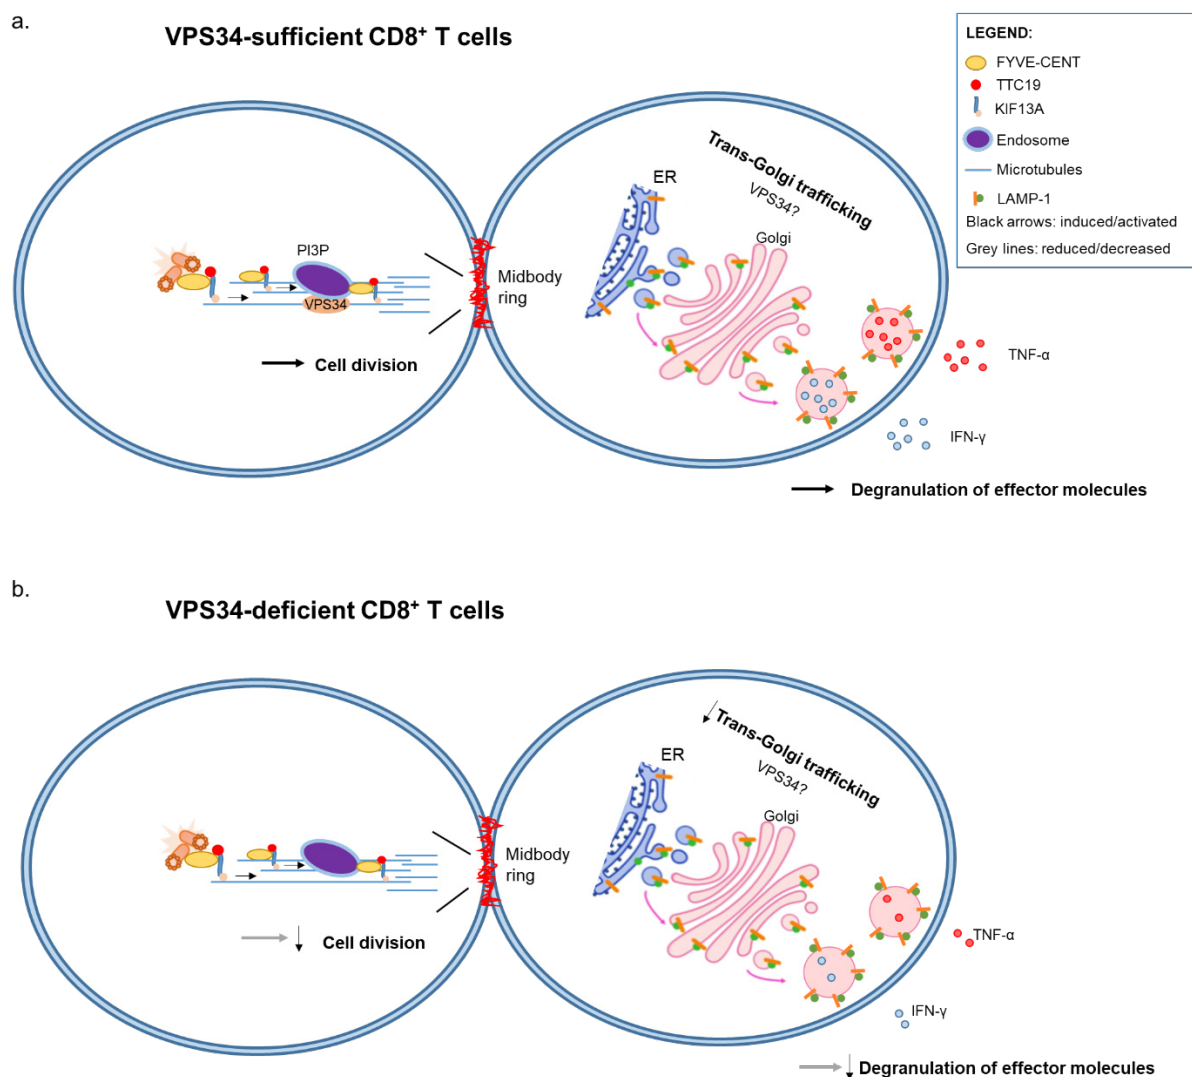 a.
VPS34-sufficient CD8⁺ T cells
LEGEND:
FYVE-CENT
TTC19
KIF13A
Endosome
Microtubules
LAMP-1
Black arrows: induced/activated
Grey lines: reduced/decreased
Trans-Golgi trafficking
VPS34?
ER
Golgi
PI3P
VPS34
Midbody
ring
Cell division
TNF-α
IFN-γ
Degranulation of effector molecules
b.
VPS34-deficient CD8⁺ T cells
Trans-Golgi trafficking
VPS34?
ER
Golgi
Midbody
ring
Cell division
TNF-α
IFN-γ
Degranulation of effector molecules